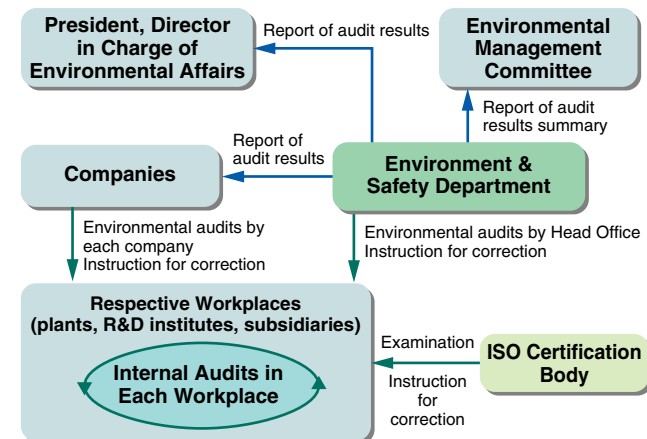 President, Director
in Charge of
Environmental Affairs
Report of audit results
Environmental
Management
Committee
Report of audit
results summary
Report of
audit results
Companies
Environment &
Safety Department
Environmental audits by
each company
Instruction for correction
Environmental audits by Head Office
Instruction for correction
Respective Workplaces
(plants, R&D institutes, subsidiaries)
Internal Audits in
Each Workplace
Examination
Instruction
for
correction
ISO Certification
Body